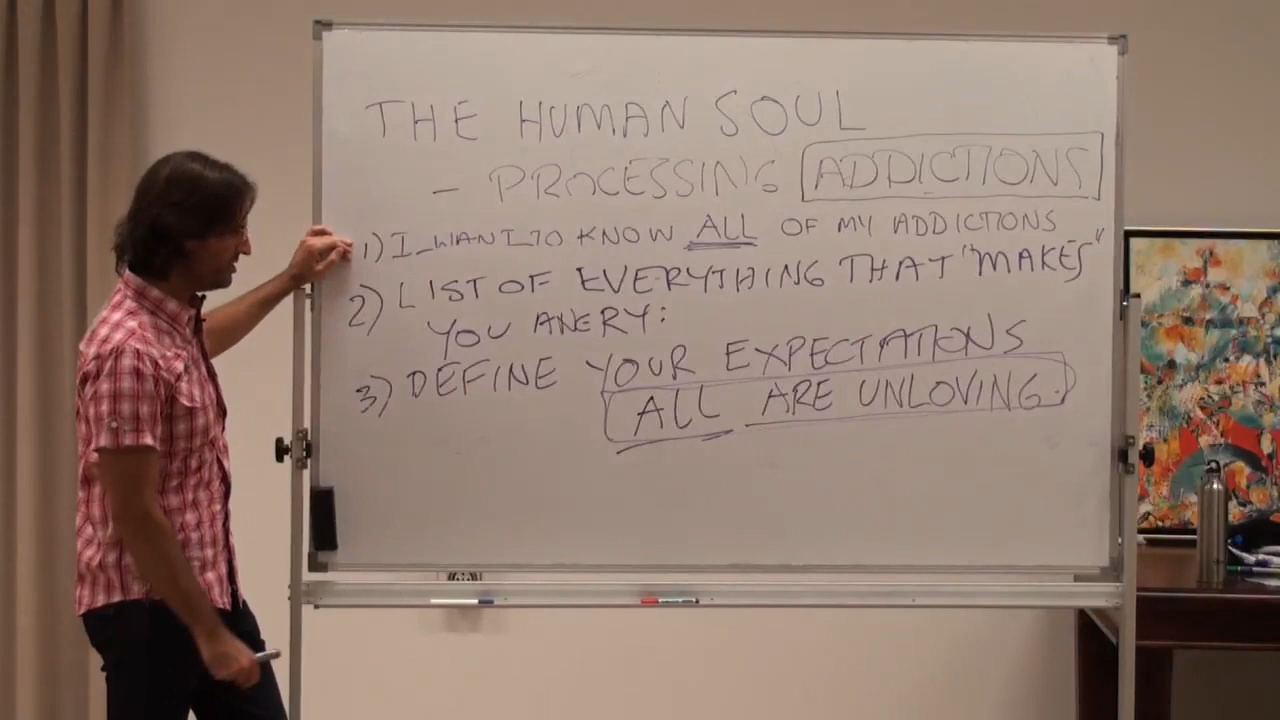 THE HUMAN SOUL
- PROCESSING ADDICTIONS
1) I WANT TO KNOW ALL OF MY ADDICTIONS
2) LIST OF EVERYTHING THAT "MAKES"
YOU ANGRY:
3) DEFINE YOUR EXPECTATIONS
ALL ARE UNLOVING.